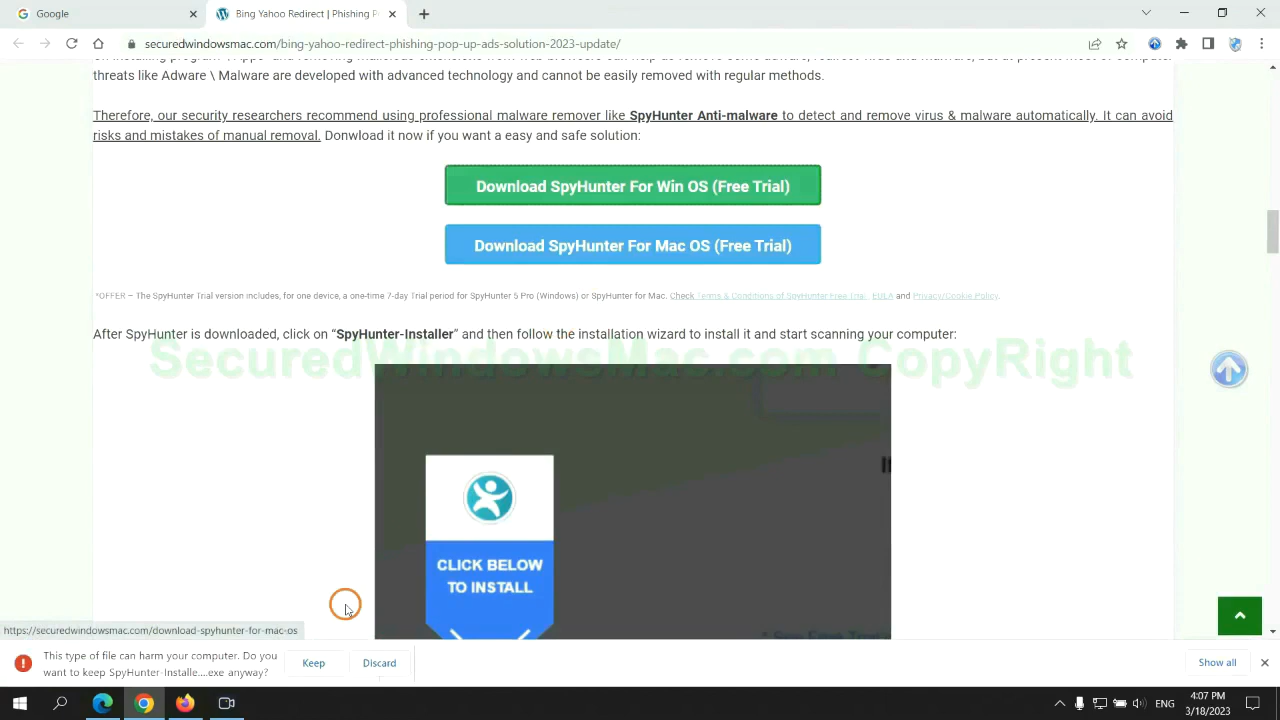 Google
Bing Yahoo Redirect | Phishing P
securedwindowsmac.com/bing-yahoo-redirect-phishing-pop-up-ads-solution-2023-update/
threats like Adware \ Malware are developed with advanced technology and cannot be easily removed with regular methods.
Therefore, our security researchers recommend using professional malware remover like SpyHunter Anti-malware to detect and remove virus & malware automatically. It can avoid
risks and mistakes of manual removal. Donwload it now if you want a easy and safe solution:
Download SpyHunter For Win OS (Free Trial)
Download SpyHunter For Mac OS (Free Trial)
*OFFER – The SpyHunter Trial version includes, for one device, a one-time 7-day Trial period for SpyHunter 5 Pro (Windows) or SpyHunter for Mac. Check Terms & Conditions of SpyHunter Free Trial, EULA and Privacy/Cookie Policy.
After SpyHunter is downloaded, click on “SpyHunter-Installer” and then follow the installation wizard to install it and start scanning your computer:
SecuredWindowsMac.com CopyRight
CLICK BELOW
TO INSTALL
https://securedwindowsmac.com/download-spyhunter-for-mac-os
This type of file can harm your computer. Do you
want to keep SpyHunter-Installe....exe anyway?
Keep
Discard
Show all
ENG
4:07 PM
3/18/2023